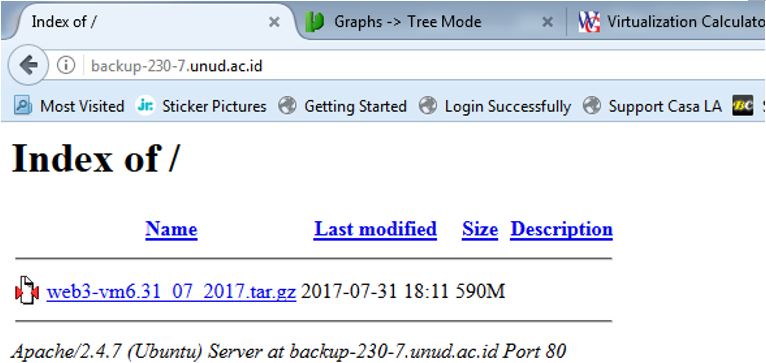 Index of /
Graphs -> Tree Mode
Virtualization Calculato
backup-230-7.unud.ac.id
Most Visited
jr. Sticker Pictures
Getting Started
Login Successfully
Support Casa LA
BC
Index of /
Name Last modified Size Description
web3-vm6.31_07_2017.tar.gz 2017-07-31 18:11 590M
Apache/2.4.7 (Ubuntu) Server at backup-230-7.unud.ac.id Port 80